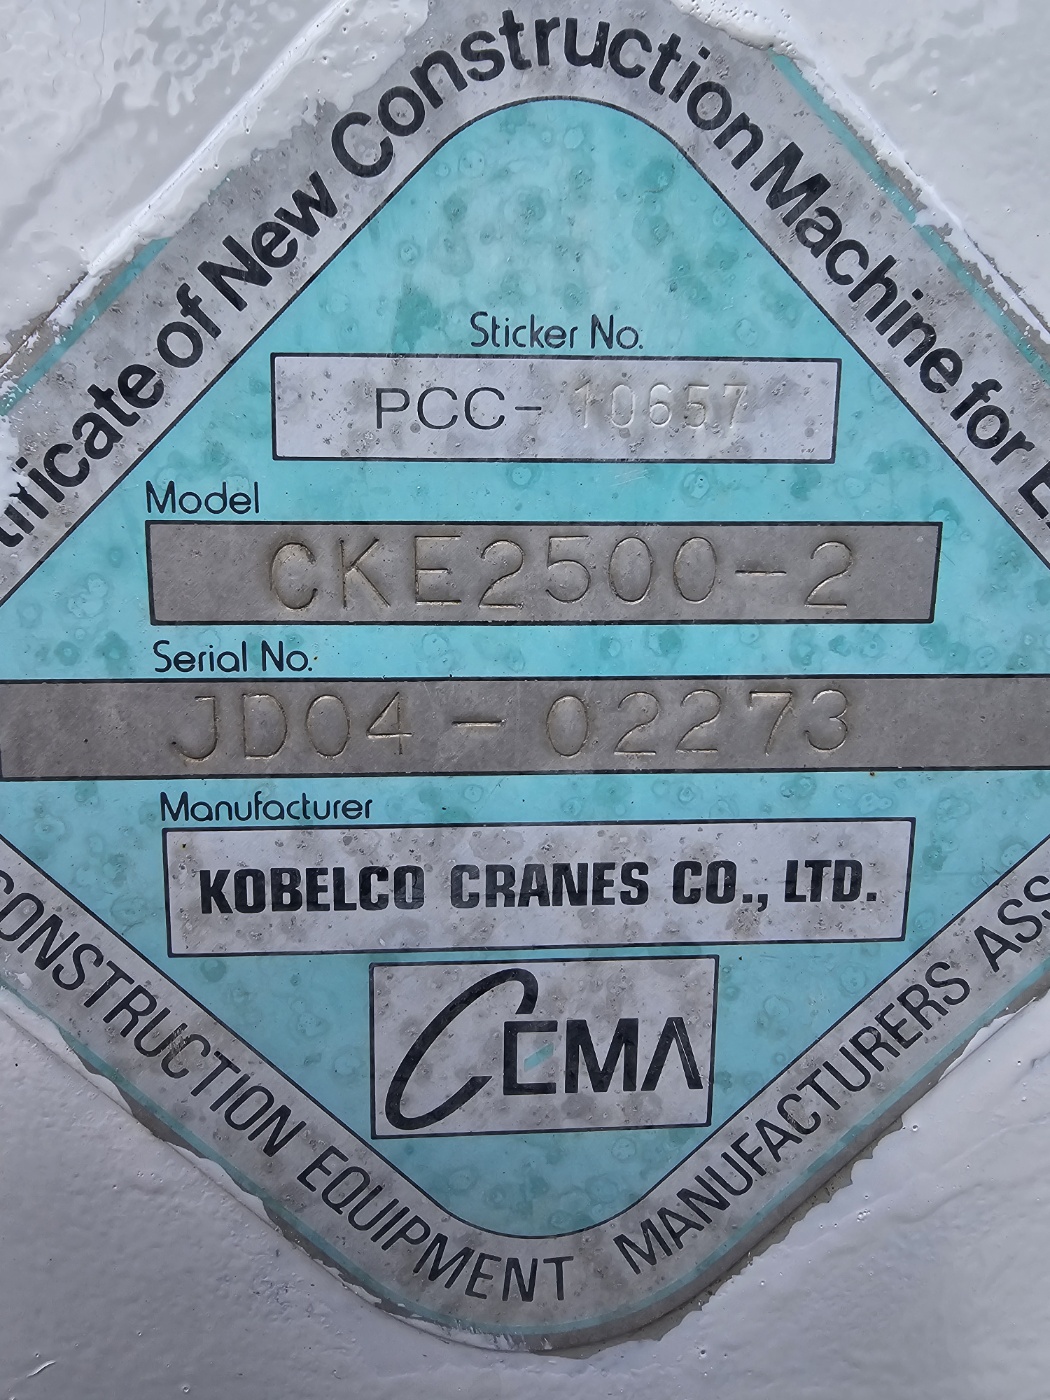 tificate of New Construction Machine for E
Sticker No.
PCC- 10657
Model
CKE2500-2
Serial No.
JD04-02273
Manufacturer
KOBELCO CRANES CO., LTD.
CEMA
CONSTRUCTION EQUIPMENT MANUFACTURERS ASS